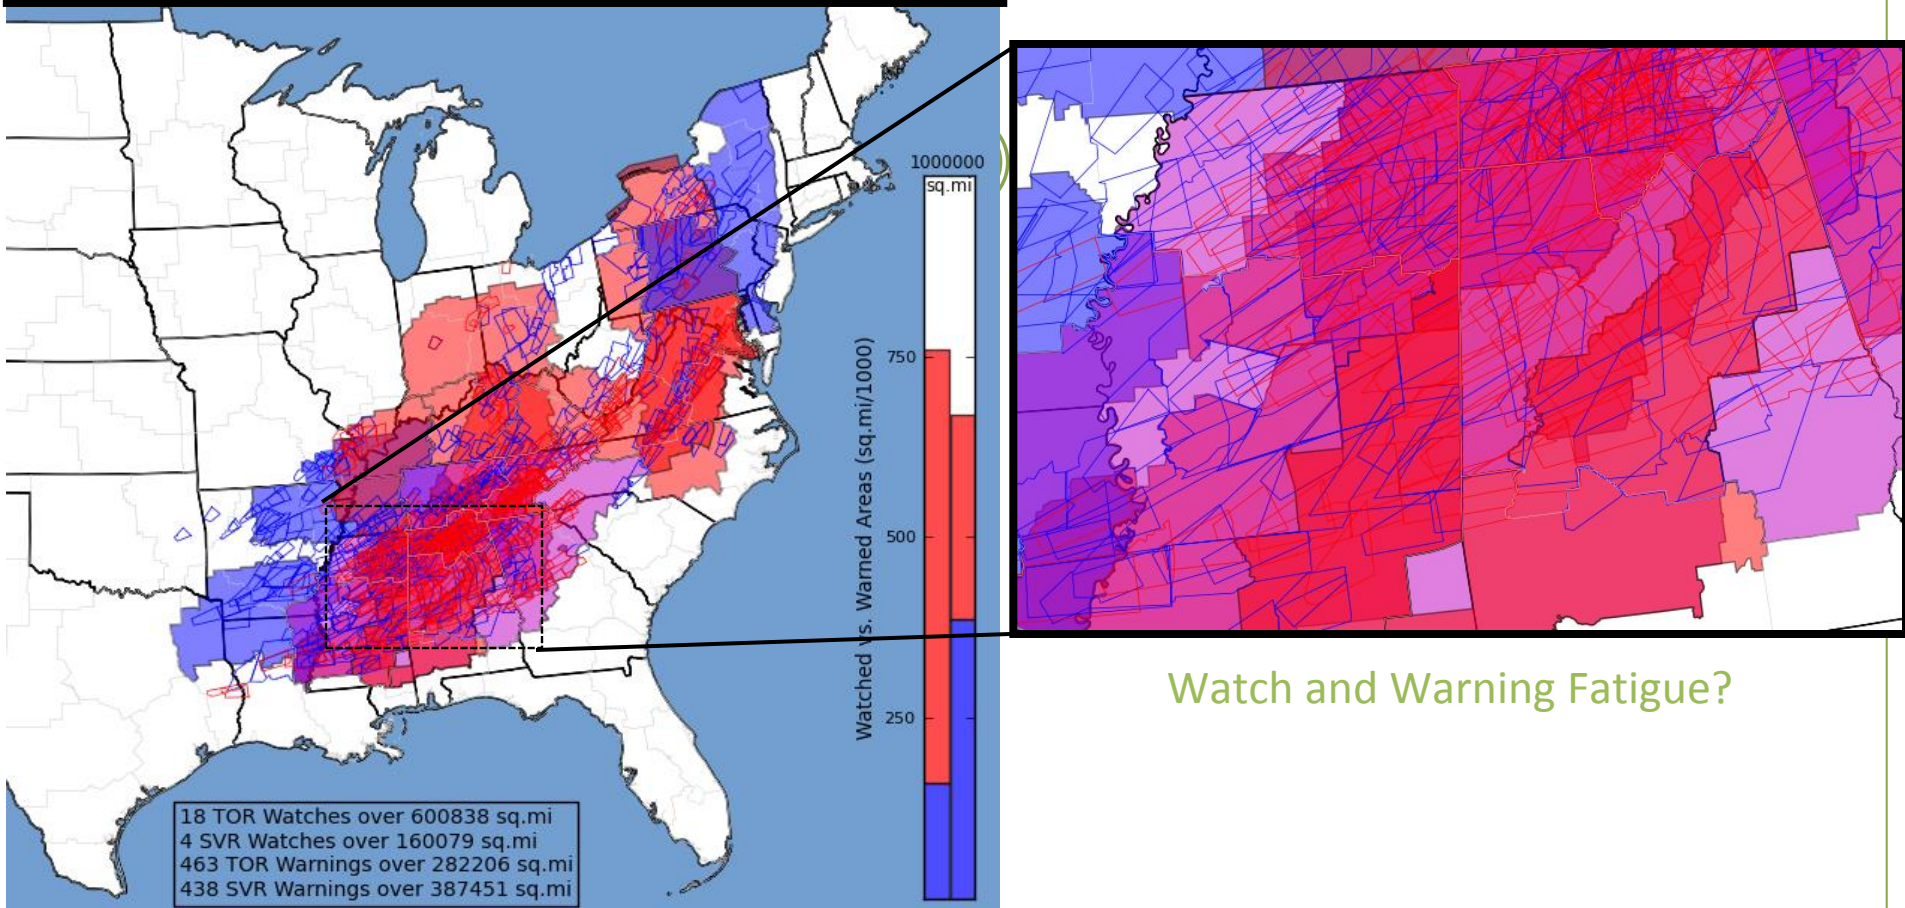 1000000
sq.mi
750
500
250
Watched vs. Warned Areas (sq.mi/1000)
18 TOR Watches over 600838 sq.mi
4 SVR Watches over 160079 sq.mi
463 TOR Warnings over 282206 sq.mi
438 SVR Warnings over 387451 sq.mi
Watch and Warning Fatigue?